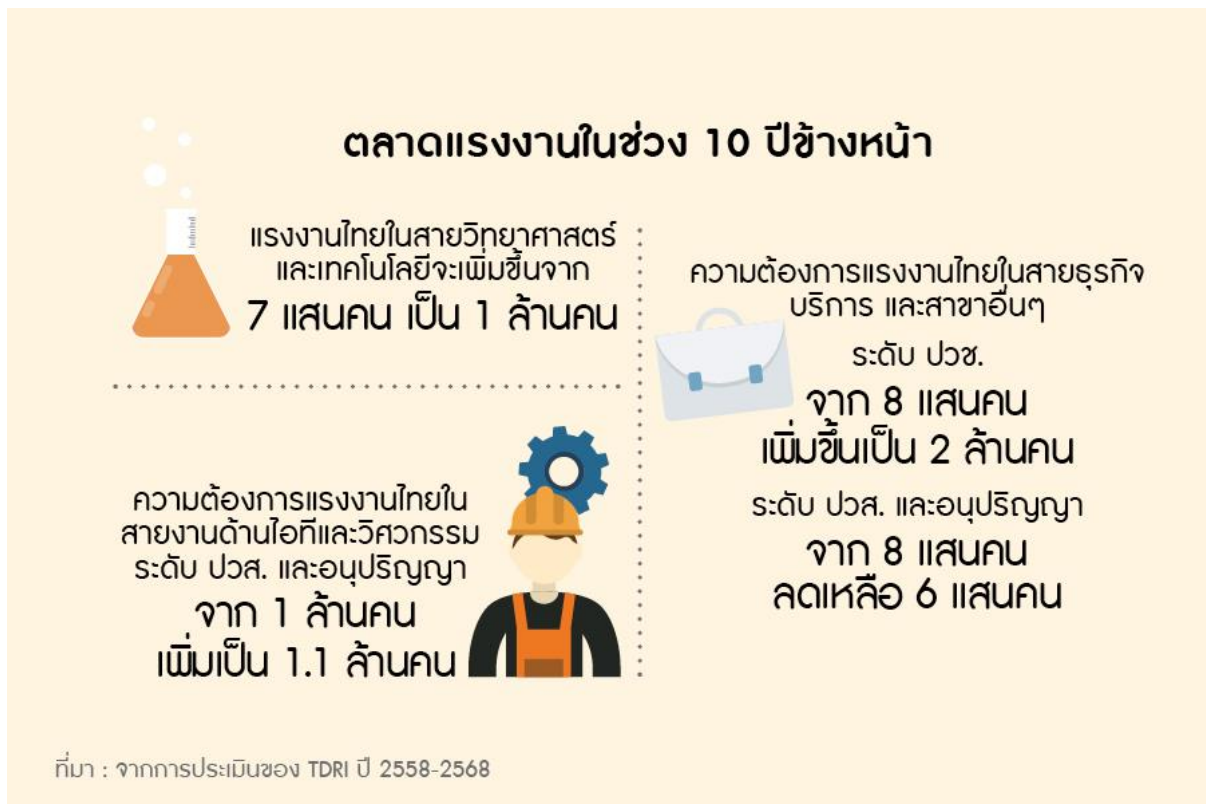 ตลาดแรงงานในช่วง 10 ปีข้างหน้า
แรงงานไทยในสายวิทยาศาสตร์
และเทคโนโลยีจะเพิ่มขึ้นจาก
7 แสนคน เป็น 1 ล้านคน
ความต้องการแรงงานไทยใน
สายงานด้านไอทีและวิศวกรรม
ระดับ ปวส. และอนุปริญญา
จาก 1 ล้านคน
เพิ่มเป็น 1.1 ล้านคน
ความต้องการแรงงานไทยในสายธุรกิจ
บริการ และสาขาอื่นๆ
ระดับ ปวช.
จาก 8 แสนคน
เพิ่มขึ้นเป็น 2 ล้านคน
ระดับ ปวส. และอนุปริญญา
จาก 8 แสนคน
ลดเหลือ 6 แสนคน
ที่มา : จากการประเมินของ TDRI ปี 2558-2568